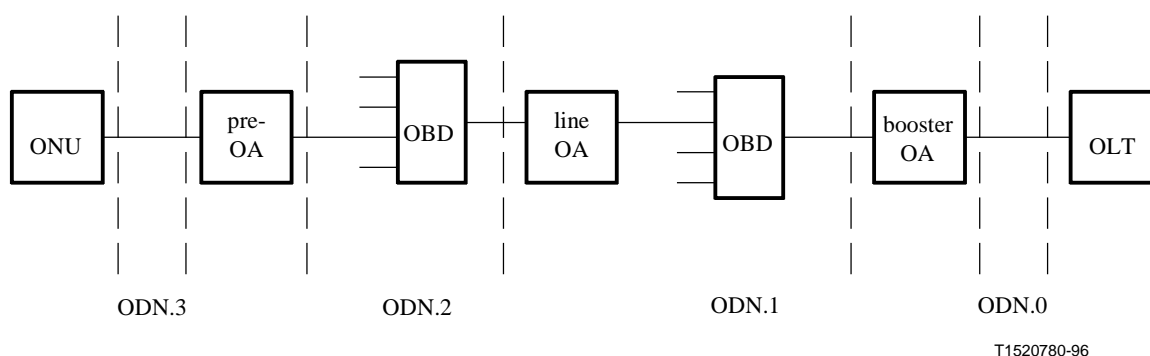 ONU
pre-
OA
OBD
line
OA
OBD
booster
OA
OLT
ODN.3
ODN.2
ODN.1
ODN.0
T1520780-96